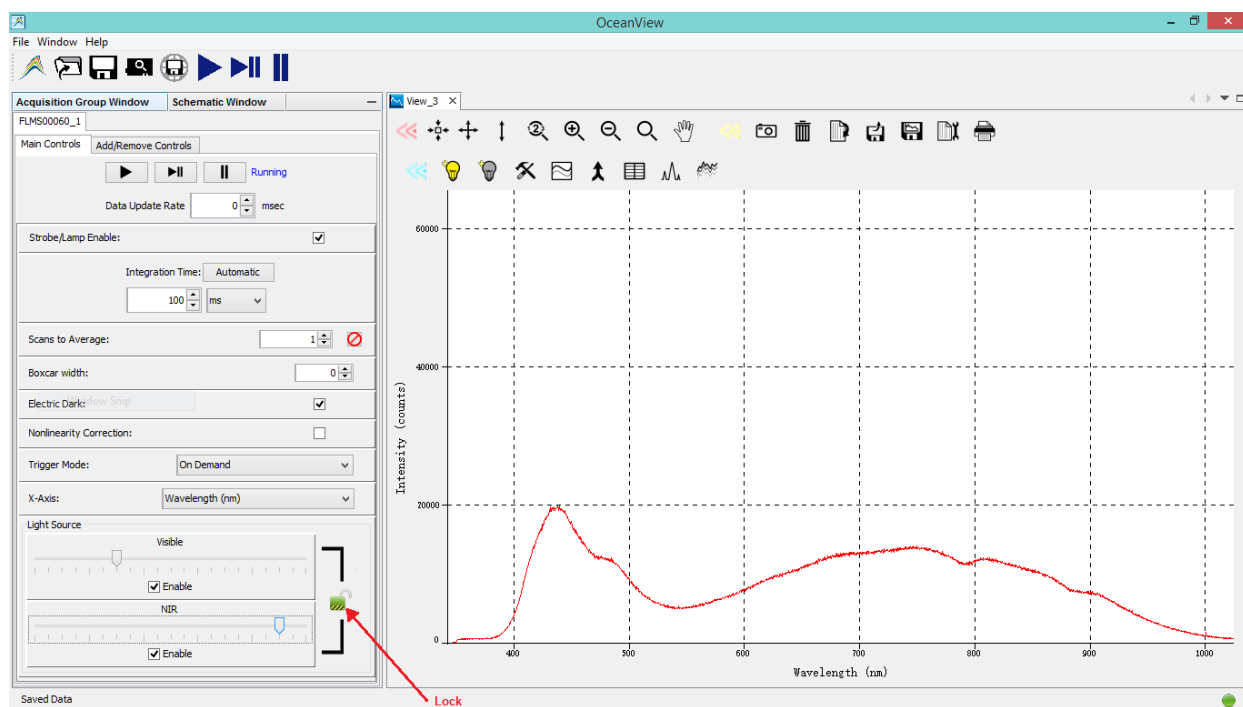 OceanView
File Window Help
Acquisition Group Window Schematic Window
FLMS00060_1
Main Controls Add/Remove Controls
Running
Data Update Rate 0 msec
Strobe/Lamp Enable:
Integration Time: Automatic
100 ms
Scans to Average: 1
Boxcar width: 0
Electric Dark:
Window Snip
Nonlinearity Correction:
Trigger Mode: On Demand
X-Axis: Wavelength (nm)
Light Source
Visible
Enable
NIR
Enable
Saved Data
Lock
View_3
Intensity (counts)
60000
40000
20000
0
400 500 600 700 800 900 1000
Wavelength (nm)